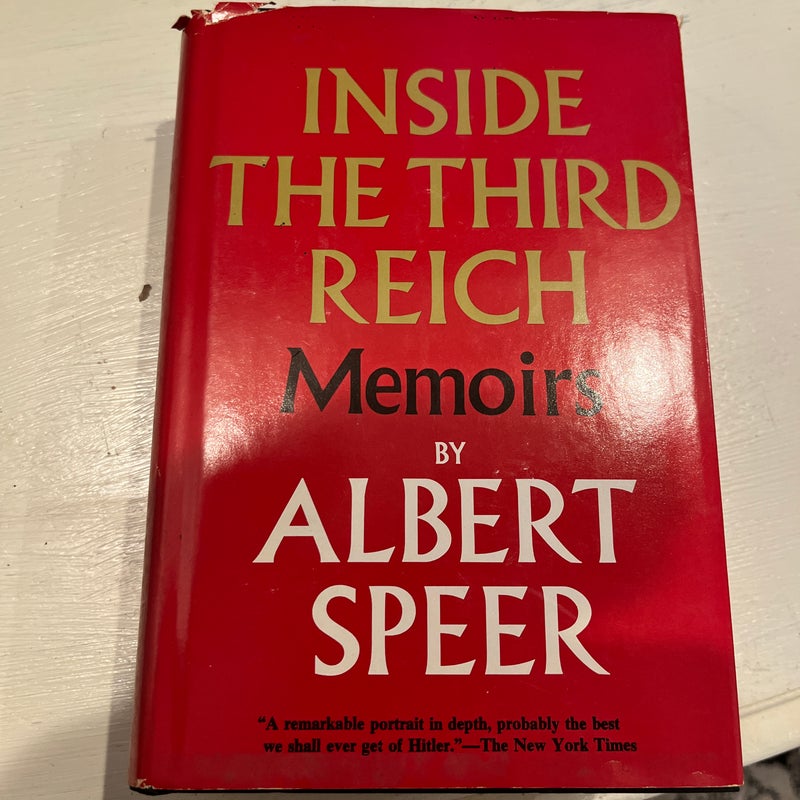 INSIDE
THE THIRD
REICH
Memoirs
BY
ALBERT
SPEER
“A remarkable portrait in depth, probably the best
we shall ever get of Hitler.”—The New York Times